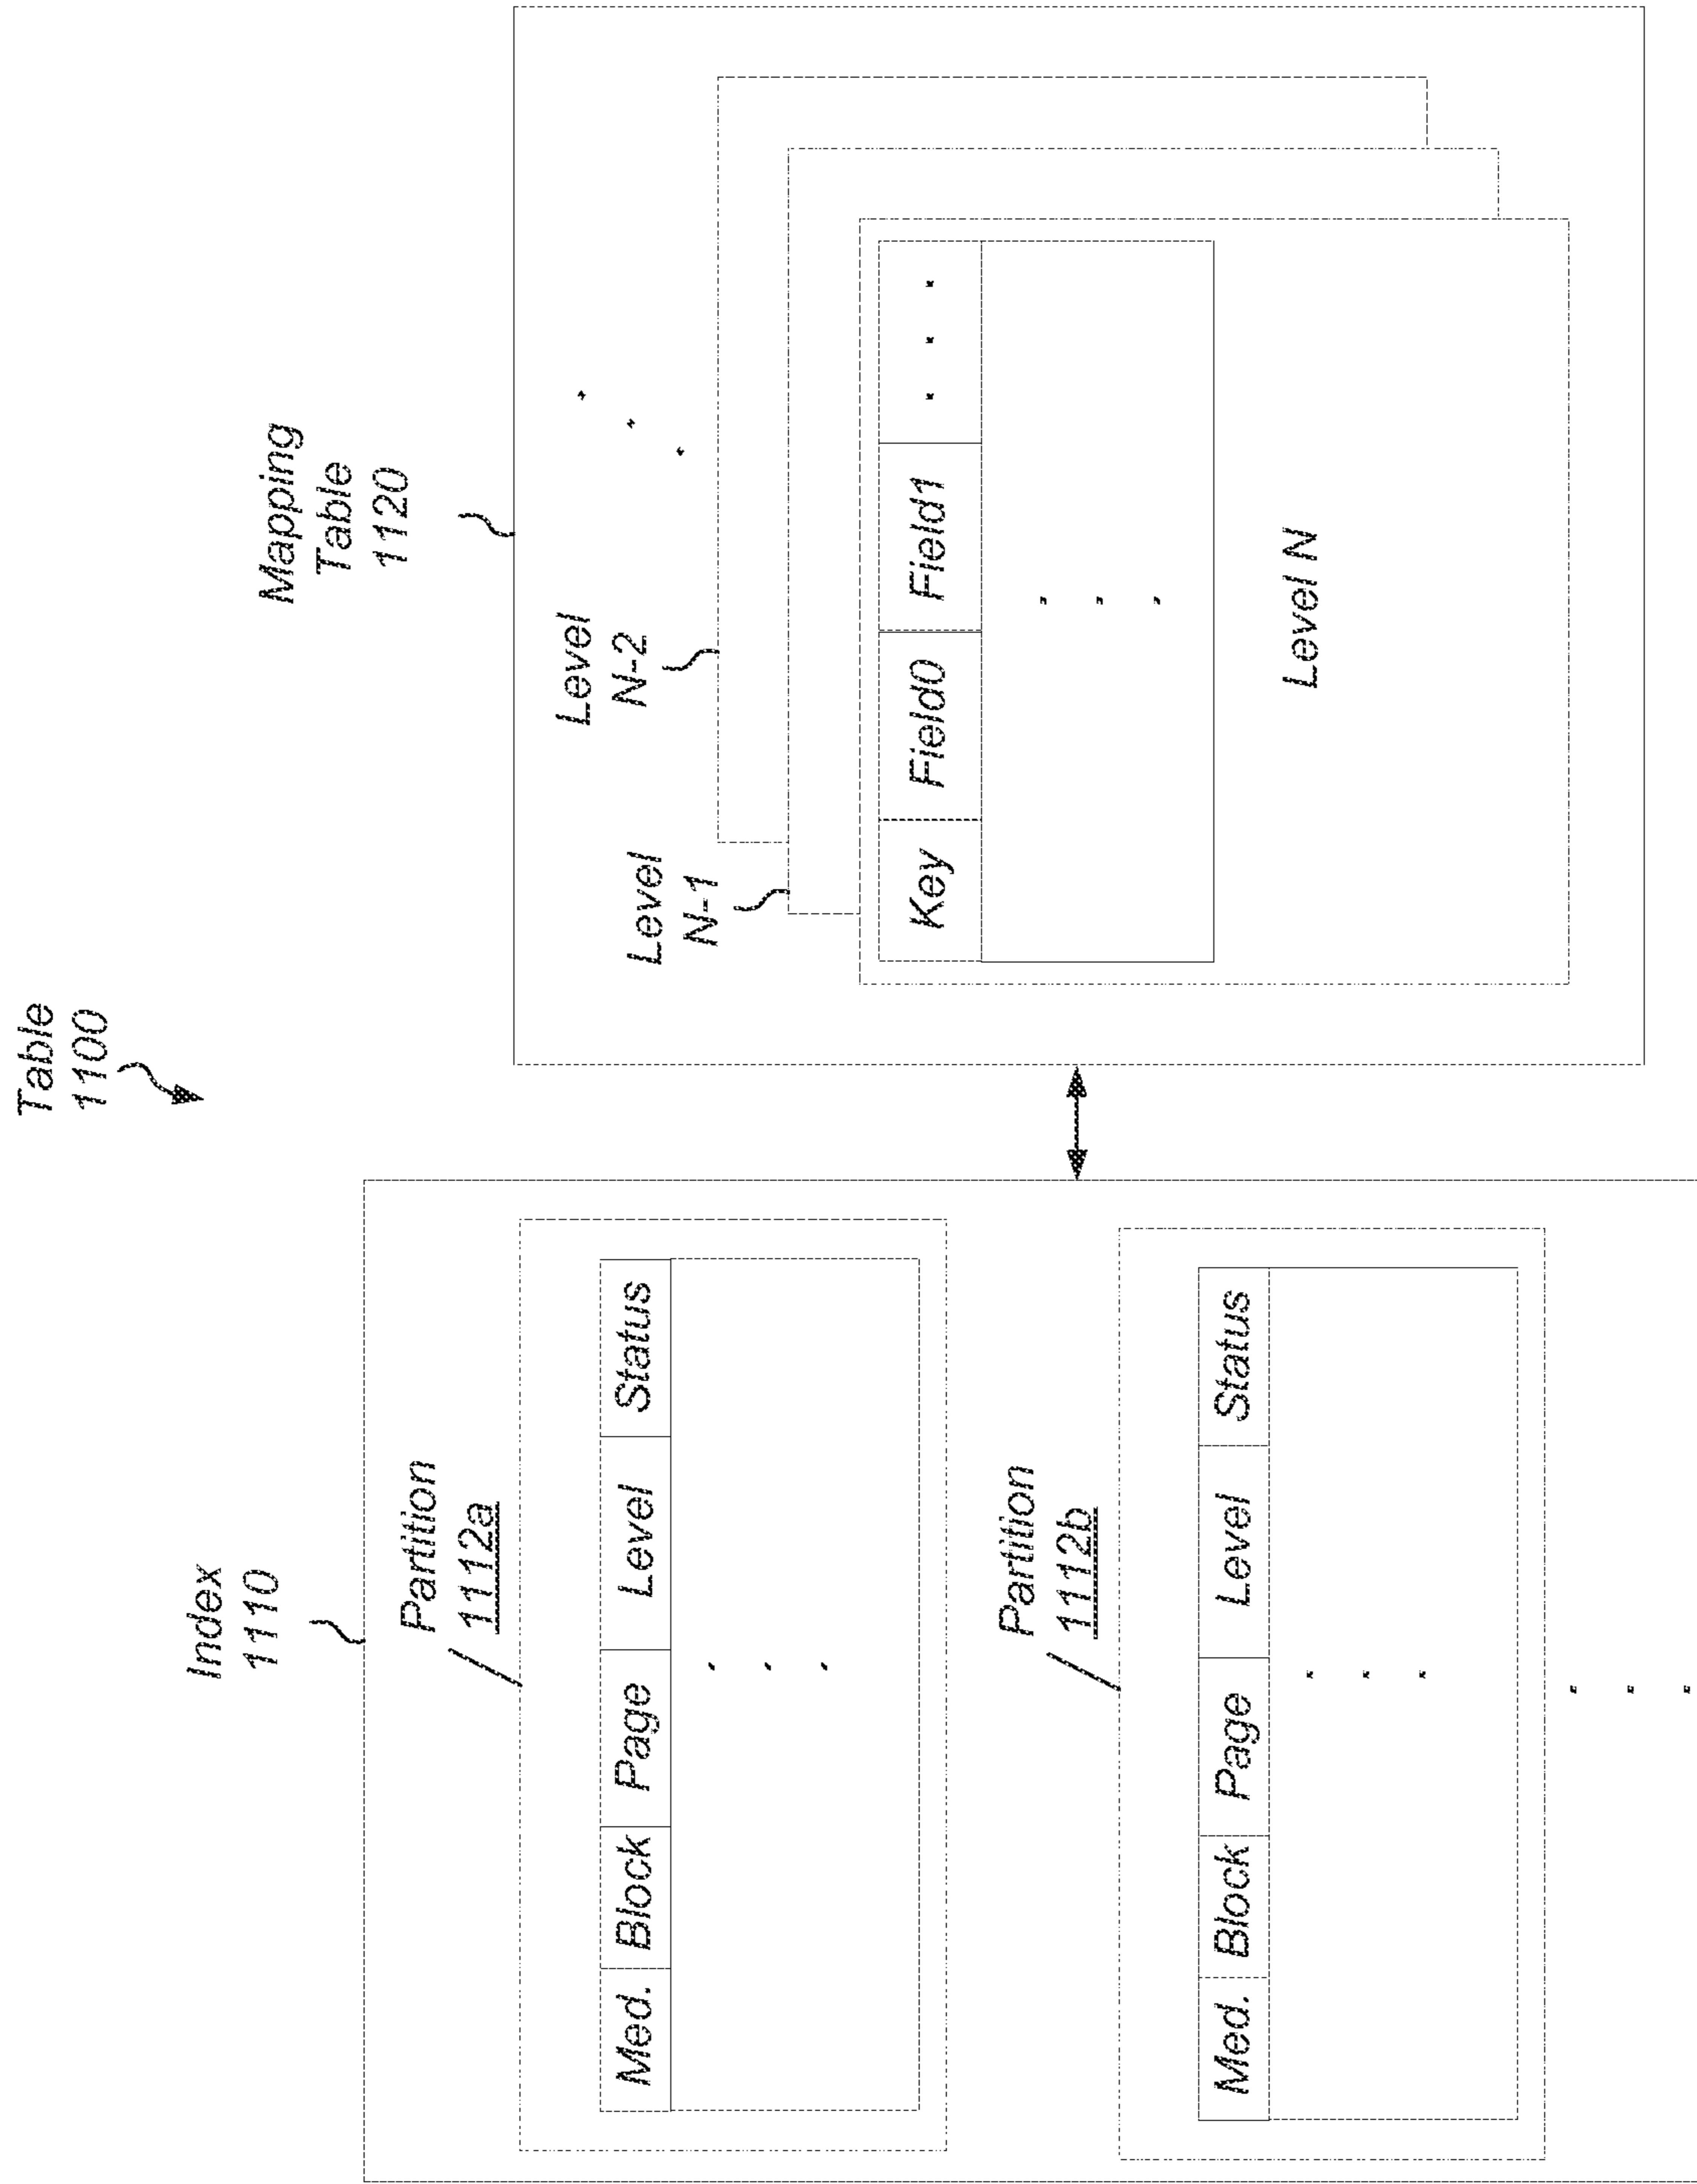 Table
1100
Index
1110
Partition
1112a
Med. Block Page Level Status
Partition
1112b
Med. Block Page Level Status
Mapping
Table
1120
Level
N-2
Level
N-1
Key Field0 Field1
Level N